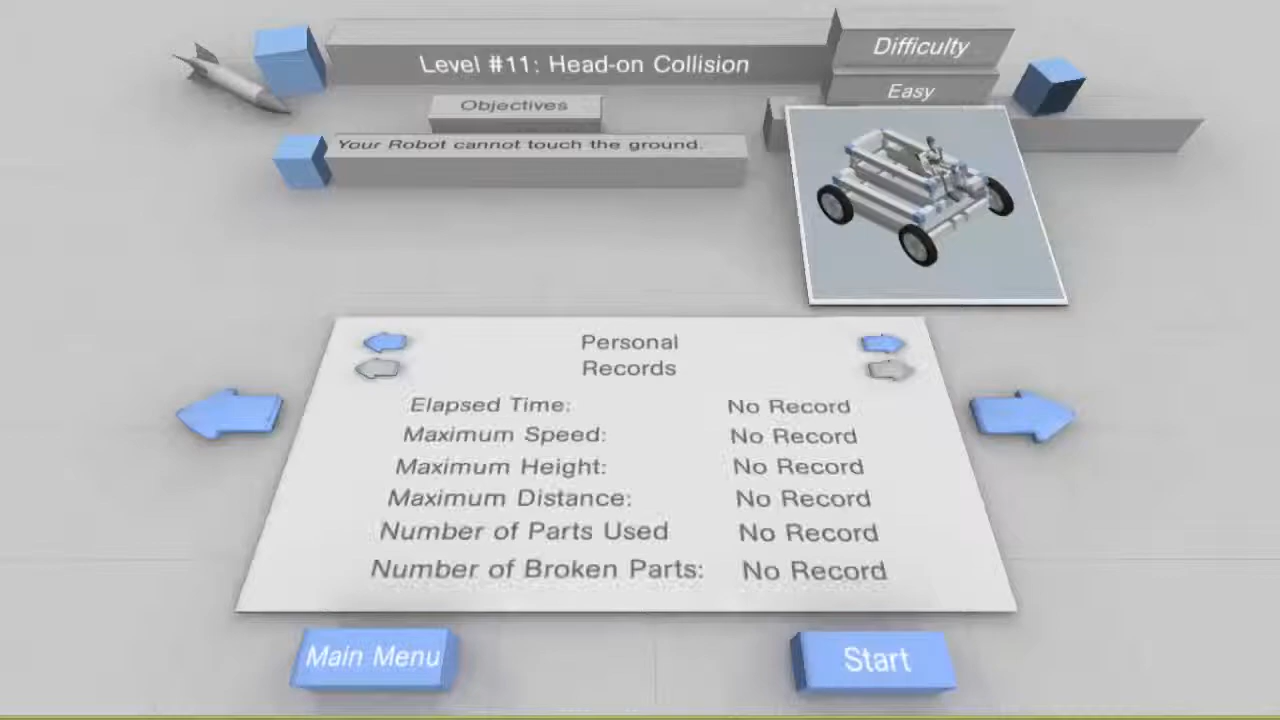 Level #11: Head-on Collision
Difficulty
Easy
Objectives
Your Robot cannot touch the ground.
Personal
Records
Elapsed Time: No Record
Maximum Speed: No Record
Maximum Height: No Record
Maximum Distance: No Record
Number of Parts Used No Record
Number of Broken Parts: No Record
Main Menu
Start